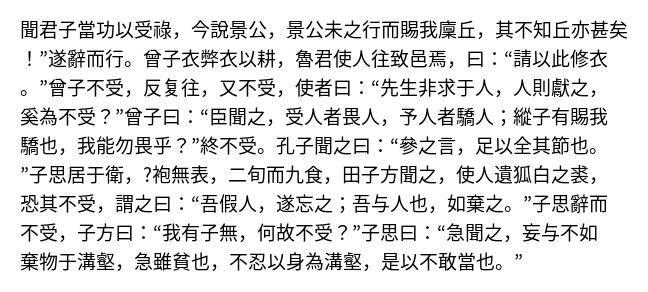 聞君子當功以受祿，今說景公，景公未之行而賜我廩丘，其不知丘亦甚矣
！”遂辭而行。曾子衣弊衣以耕，魯君使人往致邑焉，曰：“請以此修衣
。”曾子不受，反复往，又不受，使者曰：“先生非求于人，人則獻之，
奚為不受？”曾子曰：“臣聞之，受人者畏人，予人者驕人；縱子有賜我
驕也，我能勿畏乎？”終不受。孔子聞之曰：“參之言，足以全其節也。
”子思居于衛，?袍無表，二旬而九食，田子方聞之，使人遺狐白之裘，
恐其不受，謂之曰：“吾假人，遂忘之；吾与人也，如棄之。”子思辭而
不受，子方曰：“我有子無，何故不受？”子思曰：“急聞之，妄与不如
棄物于溝壑，急雖貧也，不忍以身為溝壑，是以不敢當也。”